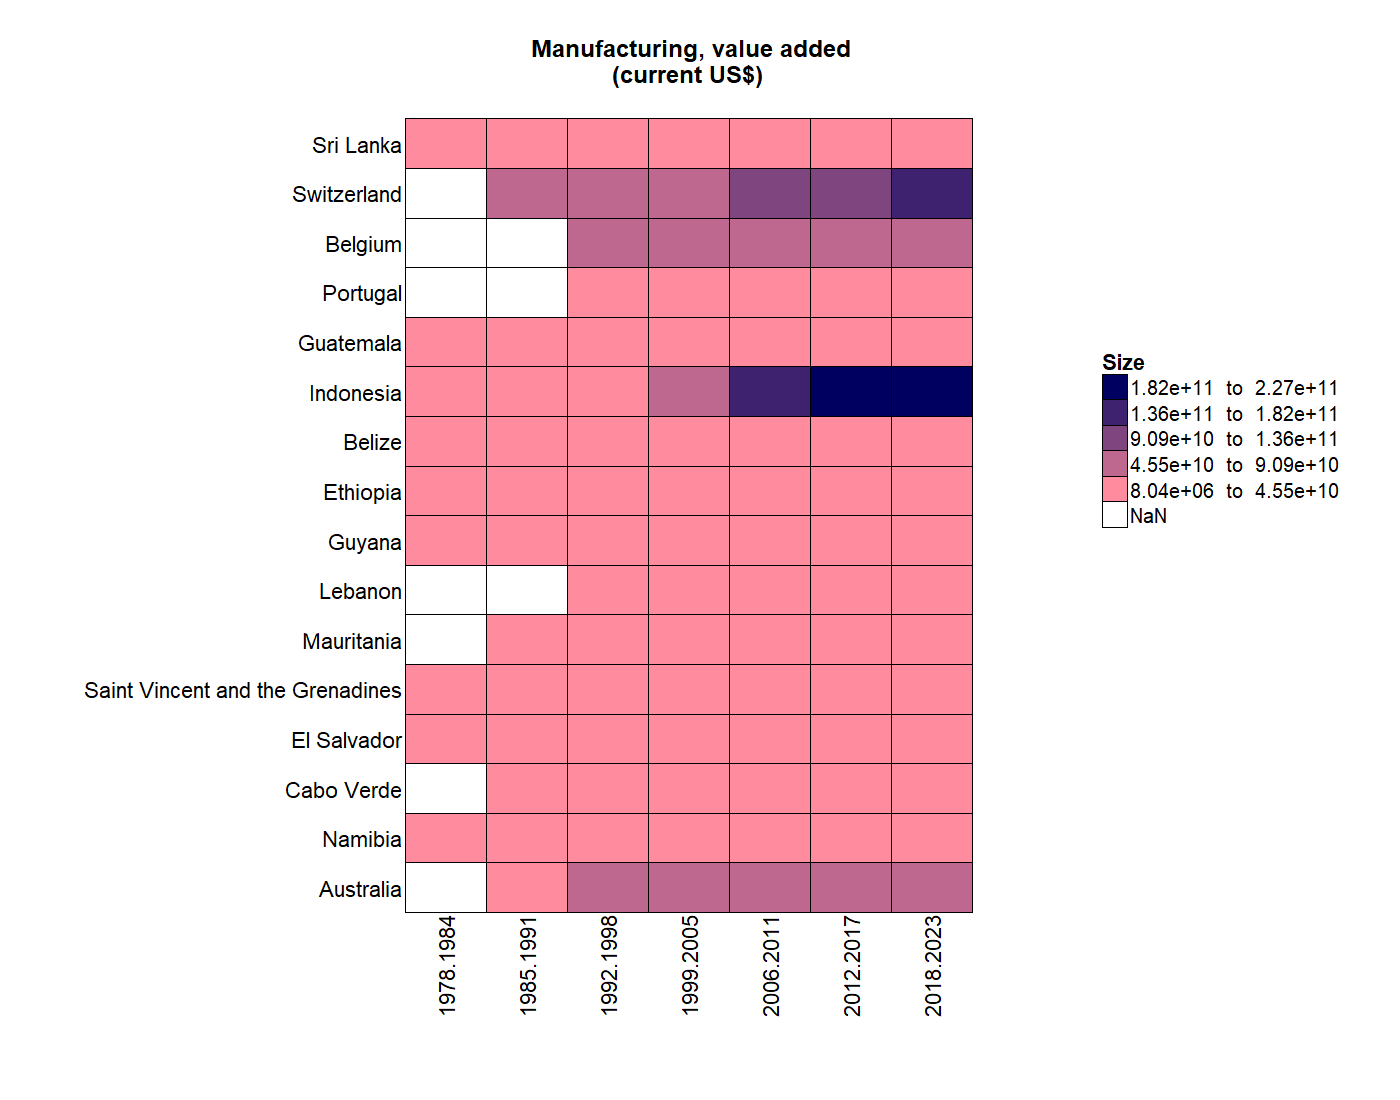 Manufacturing, value added
(current US$)
Sri Lanka
Switzerland
Belgium
Portugal
Guatemala
Indonesia
Belize
Ethiopia
Guyana
Lebanon
Mauritania
Saint Vincent and the Grenadines
El Salvador
Cabo Verde
Namibia
Australia
1978.1984
1985.1991
1992.1998
1999.2005
2006.2011
2012.2017
2018.2023
Size
1.82e+11 to 2.27e+11
1.36e+11 to 1.82e+11
9.09e+10 to 1.36e+11
4.55e+10 to 9.09e+10
8.04e+06 to 4.55e+10
NaN